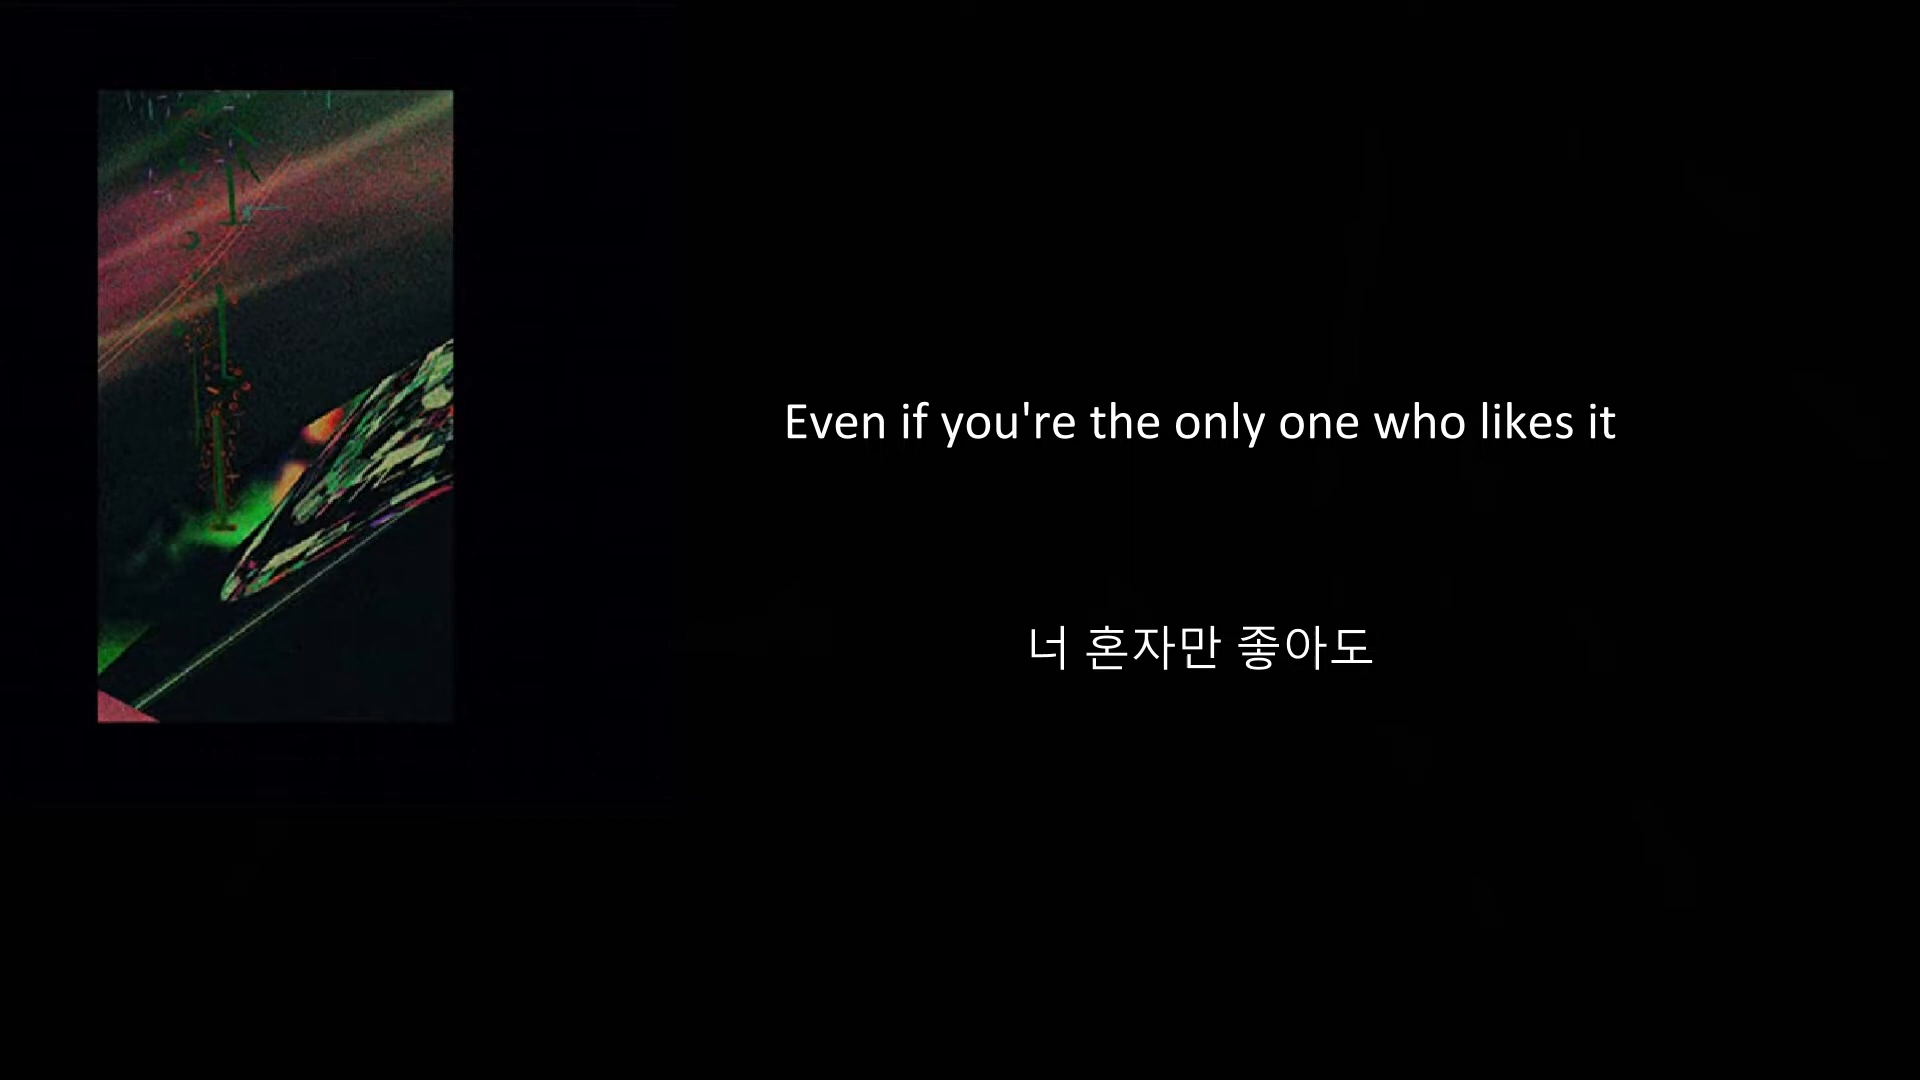 Even if you're the only one who likes it
너 혼자만 좋아도